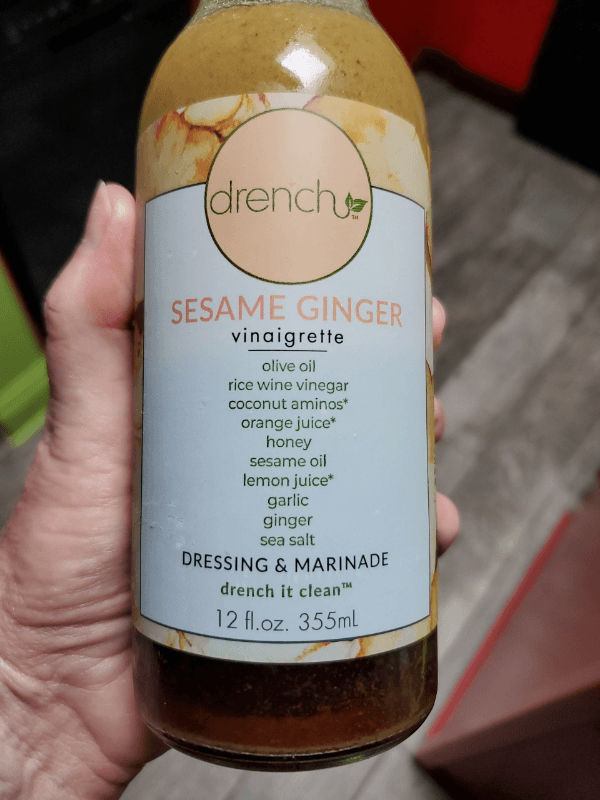 drench
TM
SESAME GINGER
vinaigrette
olive oil
rice wine vinegar
coconut aminos*
orange juice*
honey
sesame oil
lemon juice*
garlic
ginger
sea salt
DRESSING & MARINADE
drench it clean™
12 fl.oz. 355mL